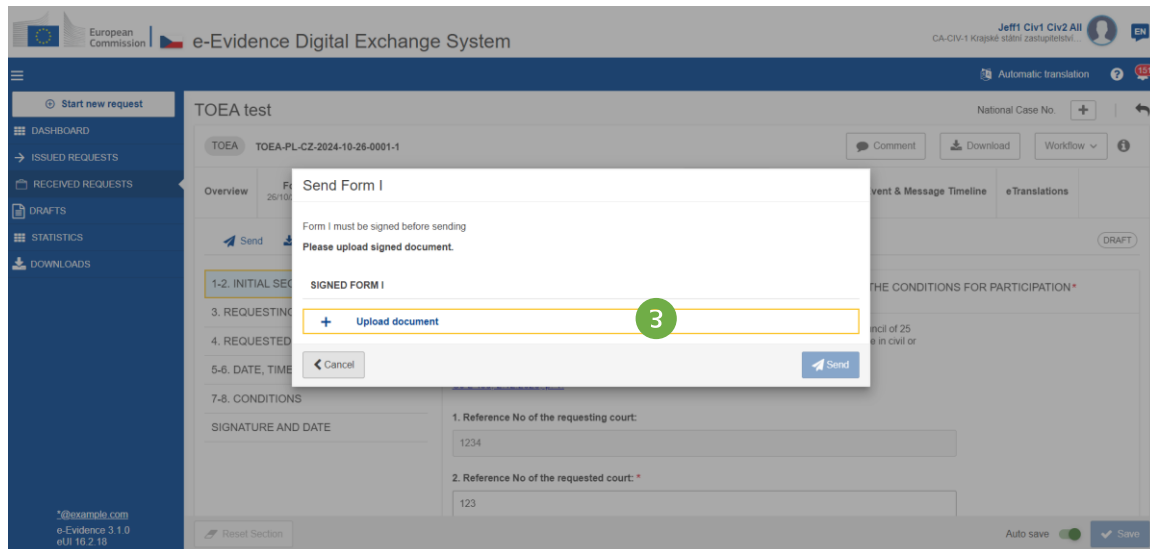 European
Commission
e-Evidence Digital Exchange System
Jeff1 Civ1 Civ2 All
CA-CIV-1 Krajské státní zastupitelství...
EN
Automatic translation
Start new request
DASHBOARD
ISSUED REQUESTS
RECEIVED REQUESTS
DRAFTS
STATISTICS
DOWNLOADS
TOEA test
National Case No.
TOEA TOEA-PL-CZ-2024-10-26-0001-1
Comment Download Workflow
Overview
26/10/
vent & Message Timeline eTranslations
Send
DRAFT
Send Form I
Form I must be signed before sending
Please upload signed document.
SIGNED FORM I
+ Upload document
3
Cancel Send
1-2. INITIAL SEC
THE CONDITIONS FOR PARTICIPATION*
3. REQUESTING
4. REQUESTED
uncil of 25
e in civil or
5-6. DATE, TIME
7-8. CONDITIONS
SIGNATURE AND DATE
1. Reference No of the requesting court:
1234
2. Reference No of the requested court: *
123
*@example.com
e-Evidence 3.1.0
eUI 16.2.18
Reset Section
Auto save Save